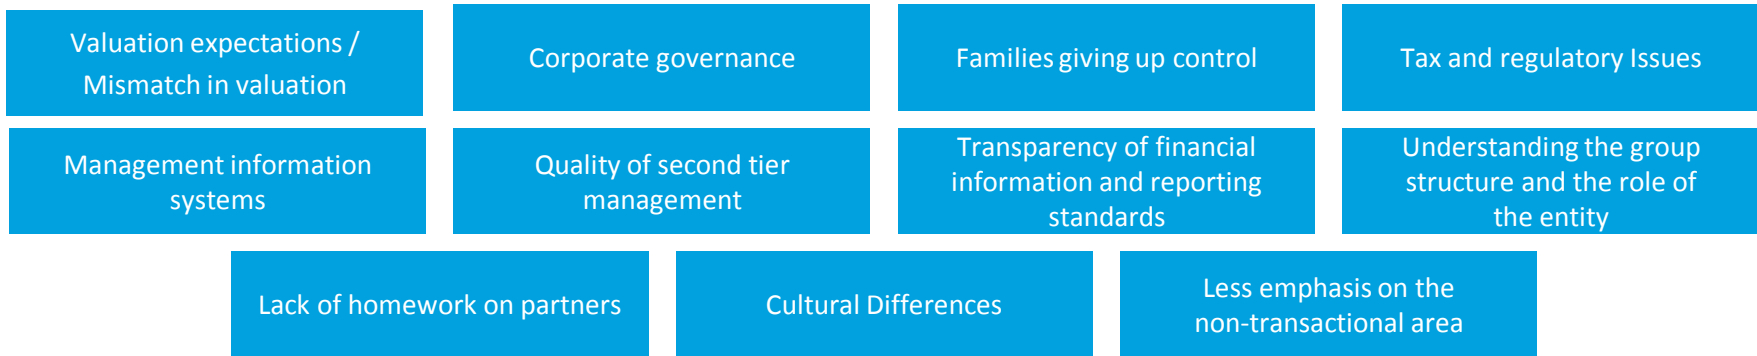 Valuation expectations /
Mismatch in valuation
Corporate governance
Families giving up control
Tax and regulatory Issues
Management information
systems
Quality of second tier
management
Transparency of financial
information and reporting
standards
Understanding the group
structure and the role of
the entity
Lack of homework on partners
Cultural Differences
Less emphasis on the
non-transactional area